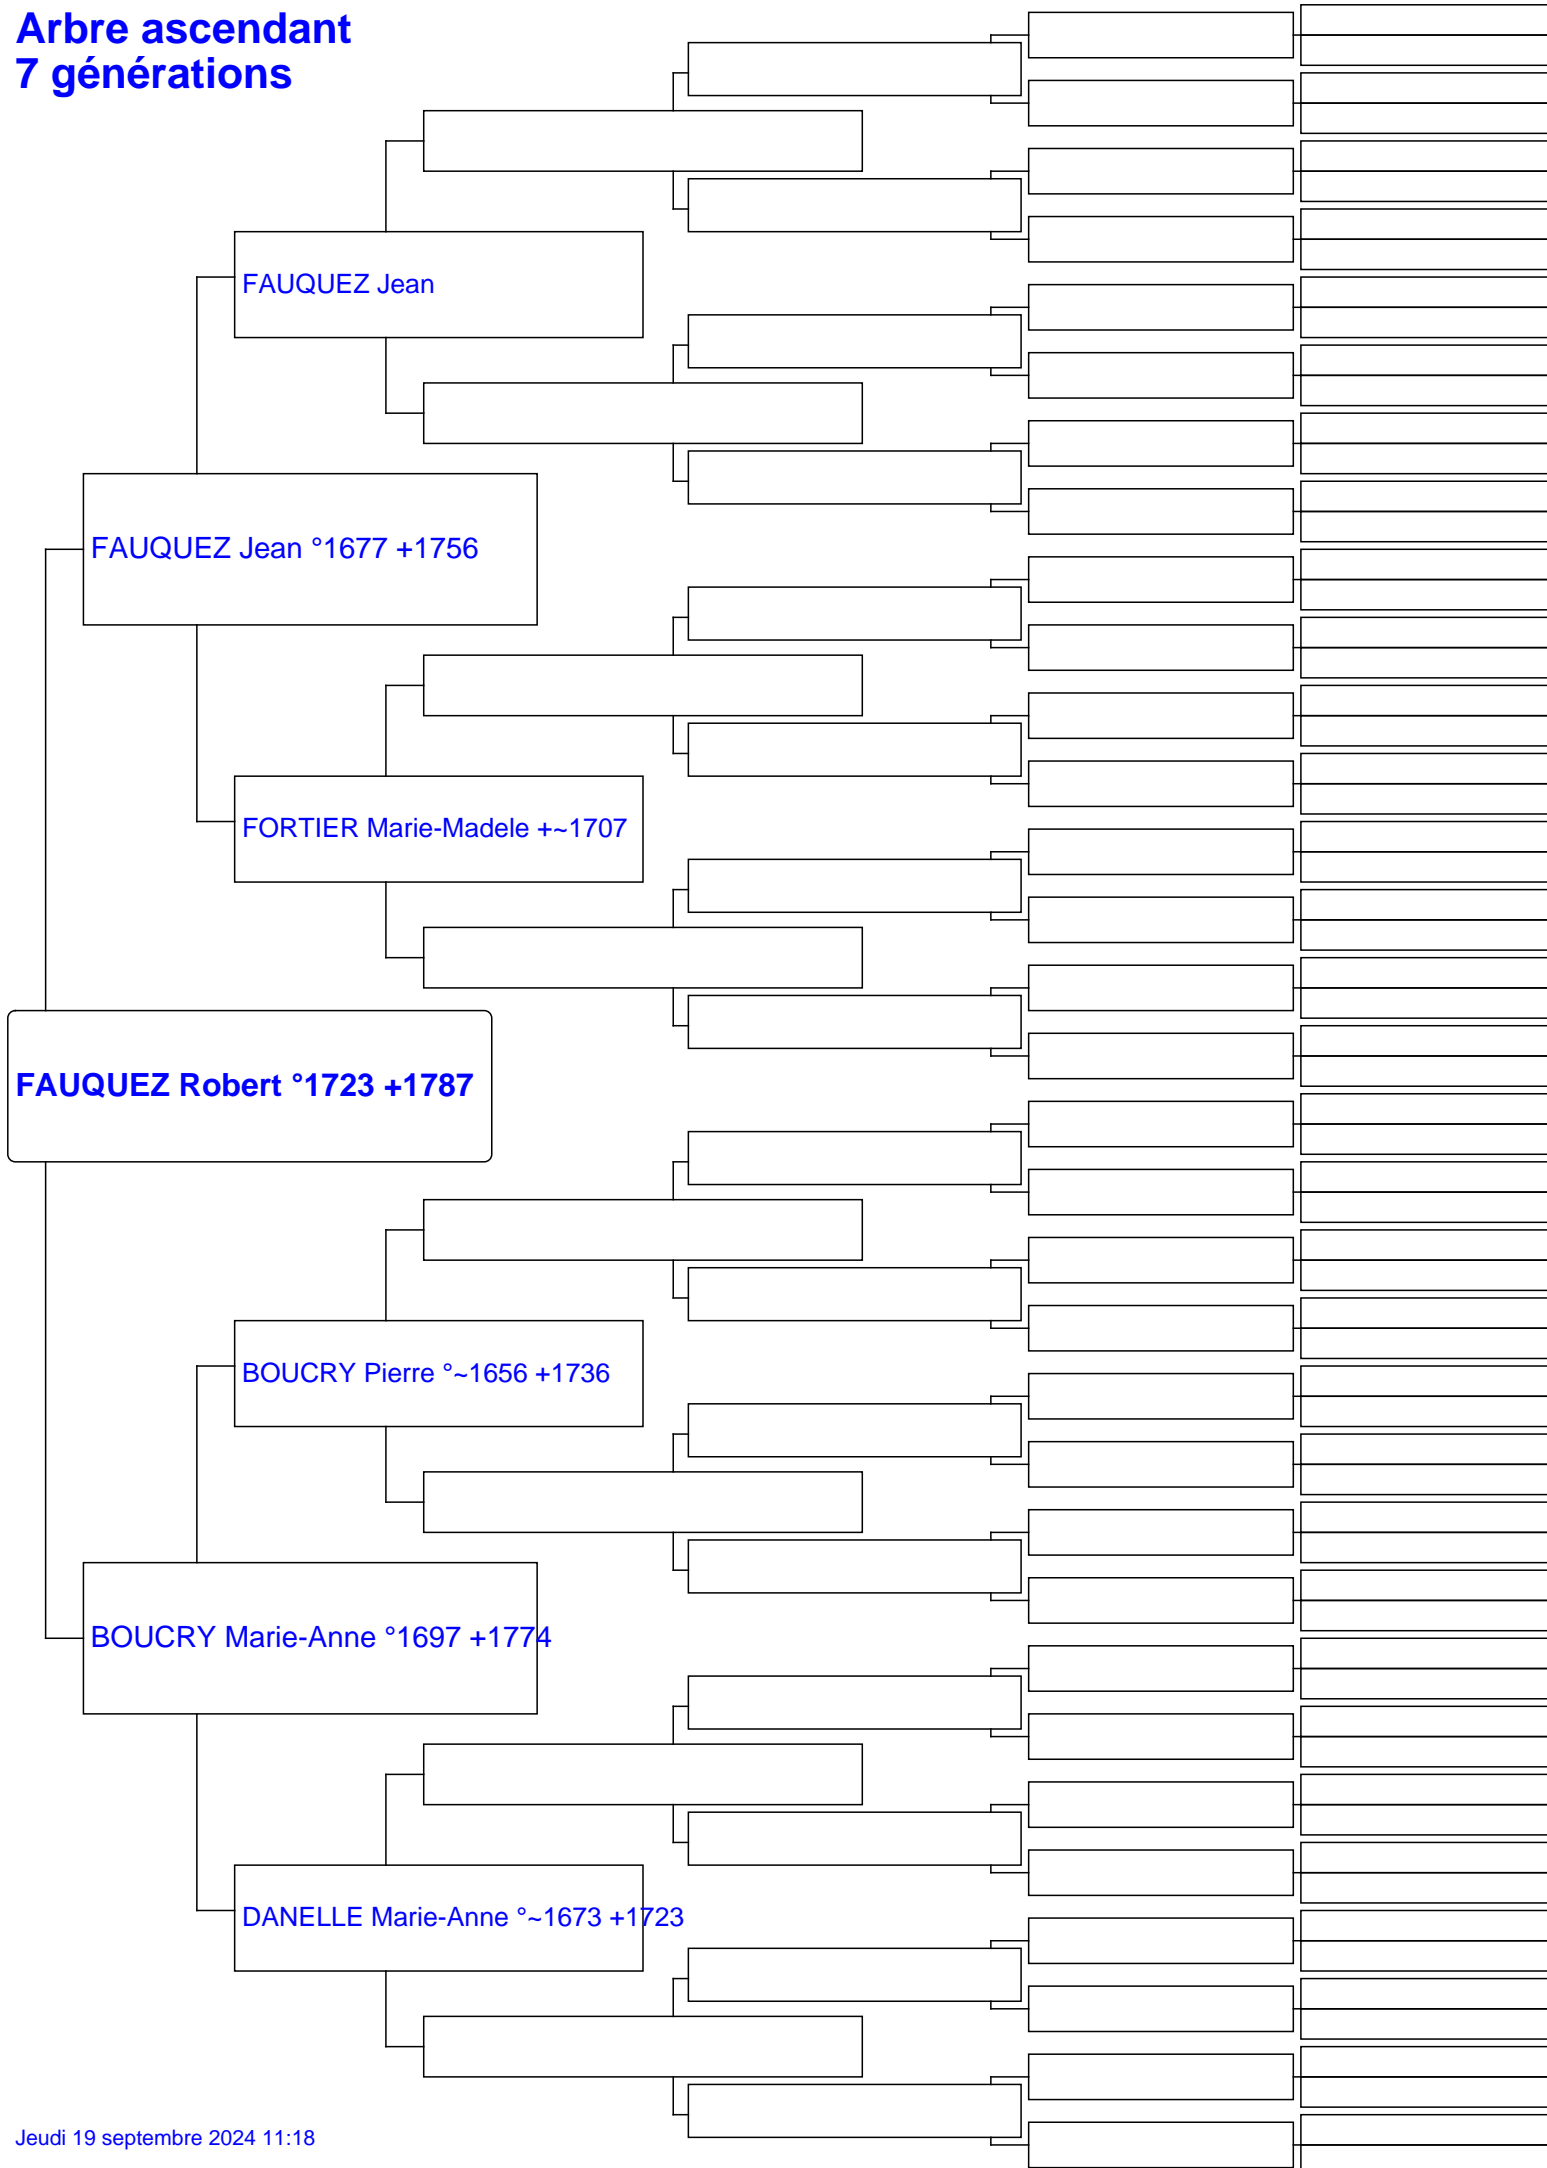 Arbre ascendant
7 générations
FAUQUEZ Jean
FAUQUEZ Jean °1677 +1756
FORTIER Marie-Madele +~1707
FAUQUEZ Robert °1723 +1787
BOUCRY Pierre °~1656 +1736
BOUCRY Marie-Anne °1697 +1774
DANELLE Marie-Anne °~1673 +1723
Jeudi 19 septembre 2024 11:18